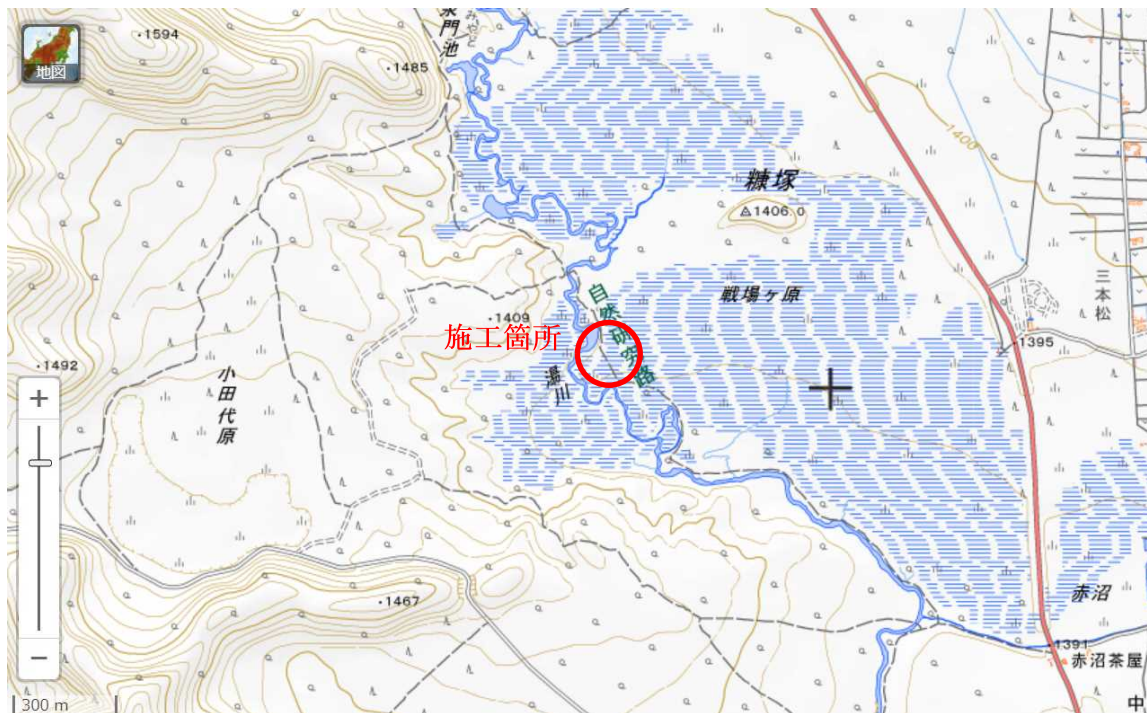 ・1594
泉門池
地図
・1485
1400
糠塚
1406.0
三本松
自然研究路
戦場ヶ原
・1409
施工箇所
1395
・1492
小田代原
湯川
+
・1467
赤沼
−
1391
赤沼茶屋
300 m
中